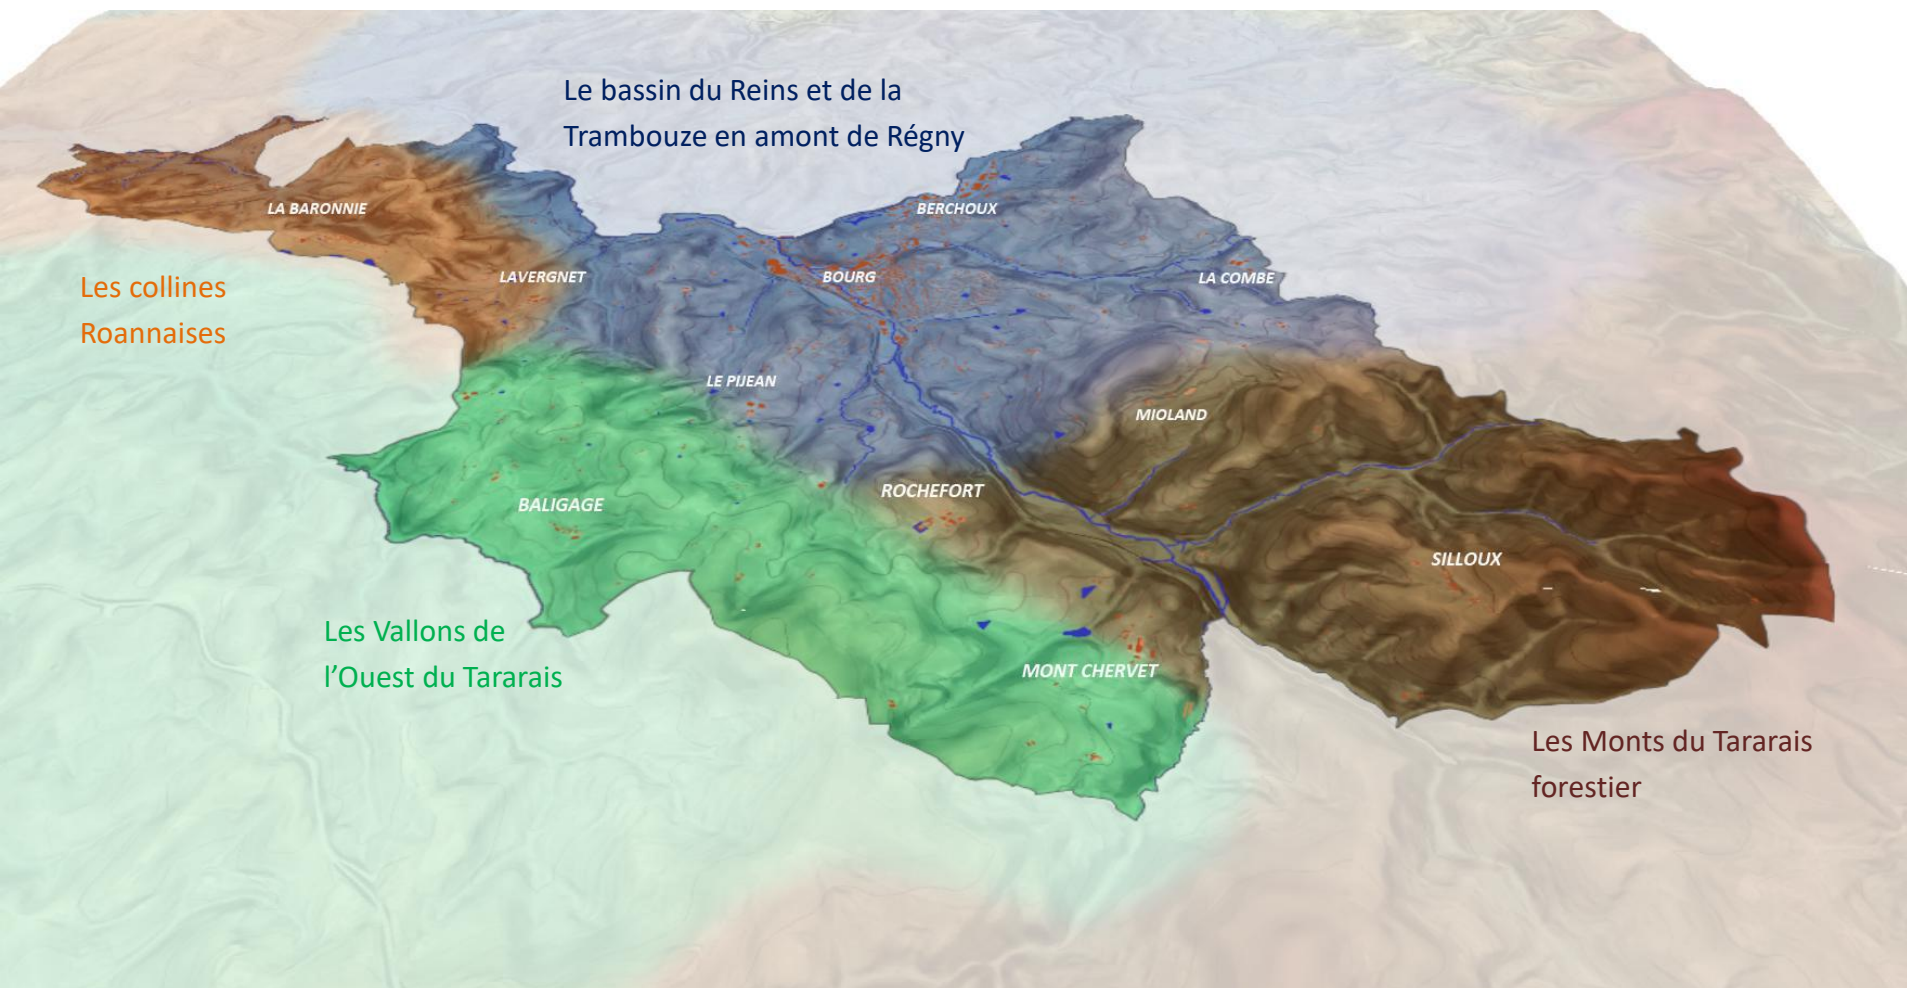 Le bassin du Reins et de la
Trambouze en amont de Régny
LA BARONNIE
BERCHOUX
Les collines
Roannaises
LAVERGNET
BOURG
LA COMBE
LE PIJEAN
MIOLAND
ROCHEFORT
BALIGAGE
SILLOUX
Les Vallons de
l’Ouest du Tararais
MONT CHERVET
Les Monts du Tararais
forestier